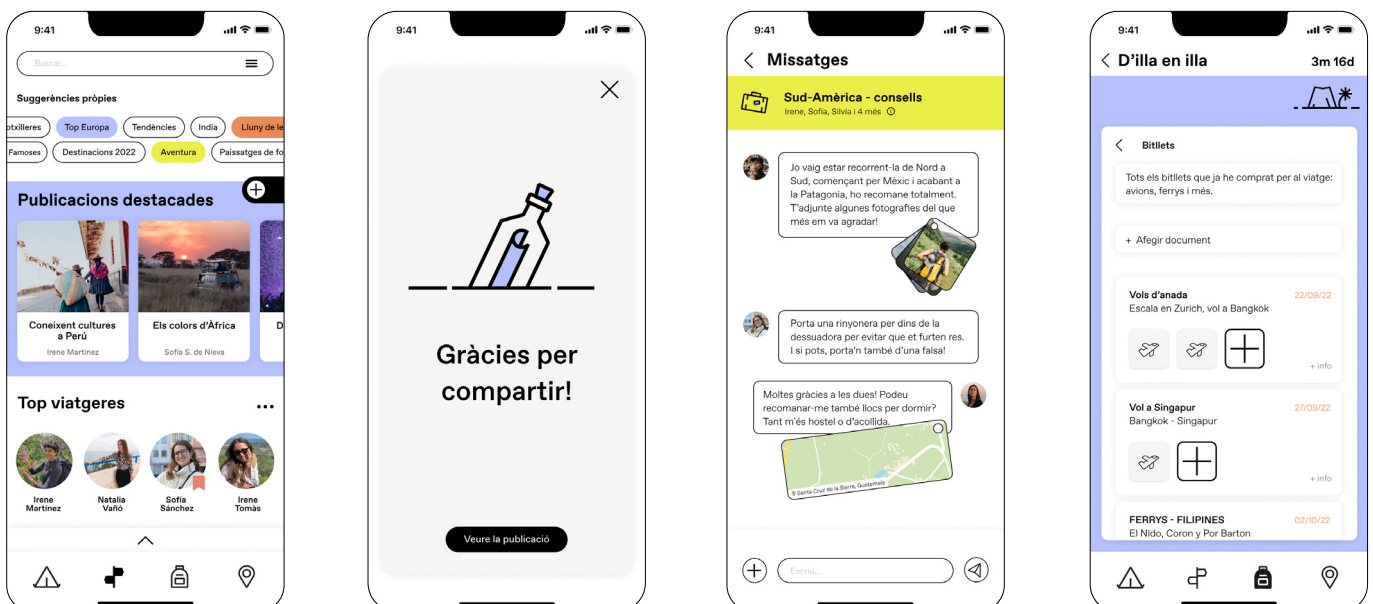 9:41
Buscar...
Suggerències pròpies
Top Europa
Tendències
India
Lluny de le
Famoses
Destinacions 2022
Aventura
Paissatges de fo
Publicacions destacades
Coneixent cultures
a Perú
Irene Martínez
Els colors d'Àfrica
Sofía S. de Nieva
D
Top viatgeres
Irene
Martínez
Natalia
Vañó
Sofía
Sánchez
Irene
Tomàs
9:41
Gràcies per
compartir!
Veure la publicació
9:41
Missatges
Sud-Amèrica - consells
Irene, Sofía, Silvia i 4 més
Jo vaig estar recorrent-la de Nord a
Sud, començant per Mèxic i acabant a
la Patagonia, ho recomane totalment.
T'adjunte algunes fotografies del que
més em va agradar!
Porta una rinyonera per dins de la
dessuadora per evitar que et furten res.
I si pots, porta'n també d'una falsa!
Moltes gràcies a les dues! Podeu
recomanar-me també llocs per dormir?
Tant m'és hostel o d'acollida.
Santa Cruz de la Sierra, Guatemala
Escriu...
9:41
D'illa en illa
3m 16d
Bitllets
Tots els bitllets que ja he comprat per al viatge:
avions, ferrys i més.
+ Afegir document
Vols d'anada
22/09/22
Escala en Zurich, vol a Bangkok
+ info
Vol a Singapur
27/09/22
Bangkok - Singapur
+ info
FERRYS - FILIPINES
02/10/22
El Nido, Coron y Por Barton